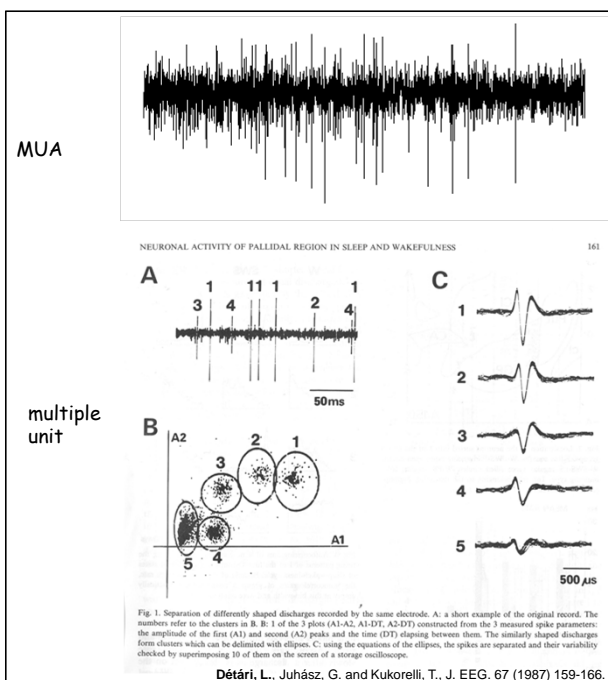 MUA
NEURONAL ACTIVITY OF PALLIDAL REGION IN SLEEP AND WAKEFULNESS 161
A
1 11 1 1
3 4 2 4
50ms
C
1
2
3
4
5
500 µs
multiple
unit
B
A2
2 1
3
A1
5 4
Fig. 1. Separation of differently shaped discharges recorded by the same electrode. A: a short example of the original record. The
numbers refer to the clusters in B. B: 1 of the 3 plots (A1-A2, A1-DT, A2-DT) constructed from the 3 measured spike parameters:
the amplitude of the first (A1) and second (A2) peaks and the time (DT) elapsing between them. The similarly shaped discharges
form clusters which can be delimited with ellipses. C: using the equations of the ellipses, the spikes are separated and their variability
checked by superimposing 10 of them on the screen of a storage oscilloscope.
Détári, L., Juhász, G. and Kukorelli, T., J. EEG. 67 (1987) 159-166.